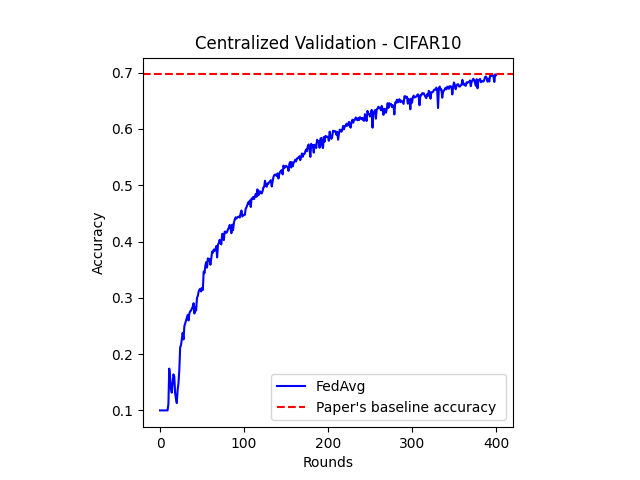 Centralized Validation - CIFAR10
0.7
0.6
0.5
0.4
0.3
0.2
0.1
Accuracy
FedAvg
Paper's baseline accuracy
0 100 200 300 400
Rounds